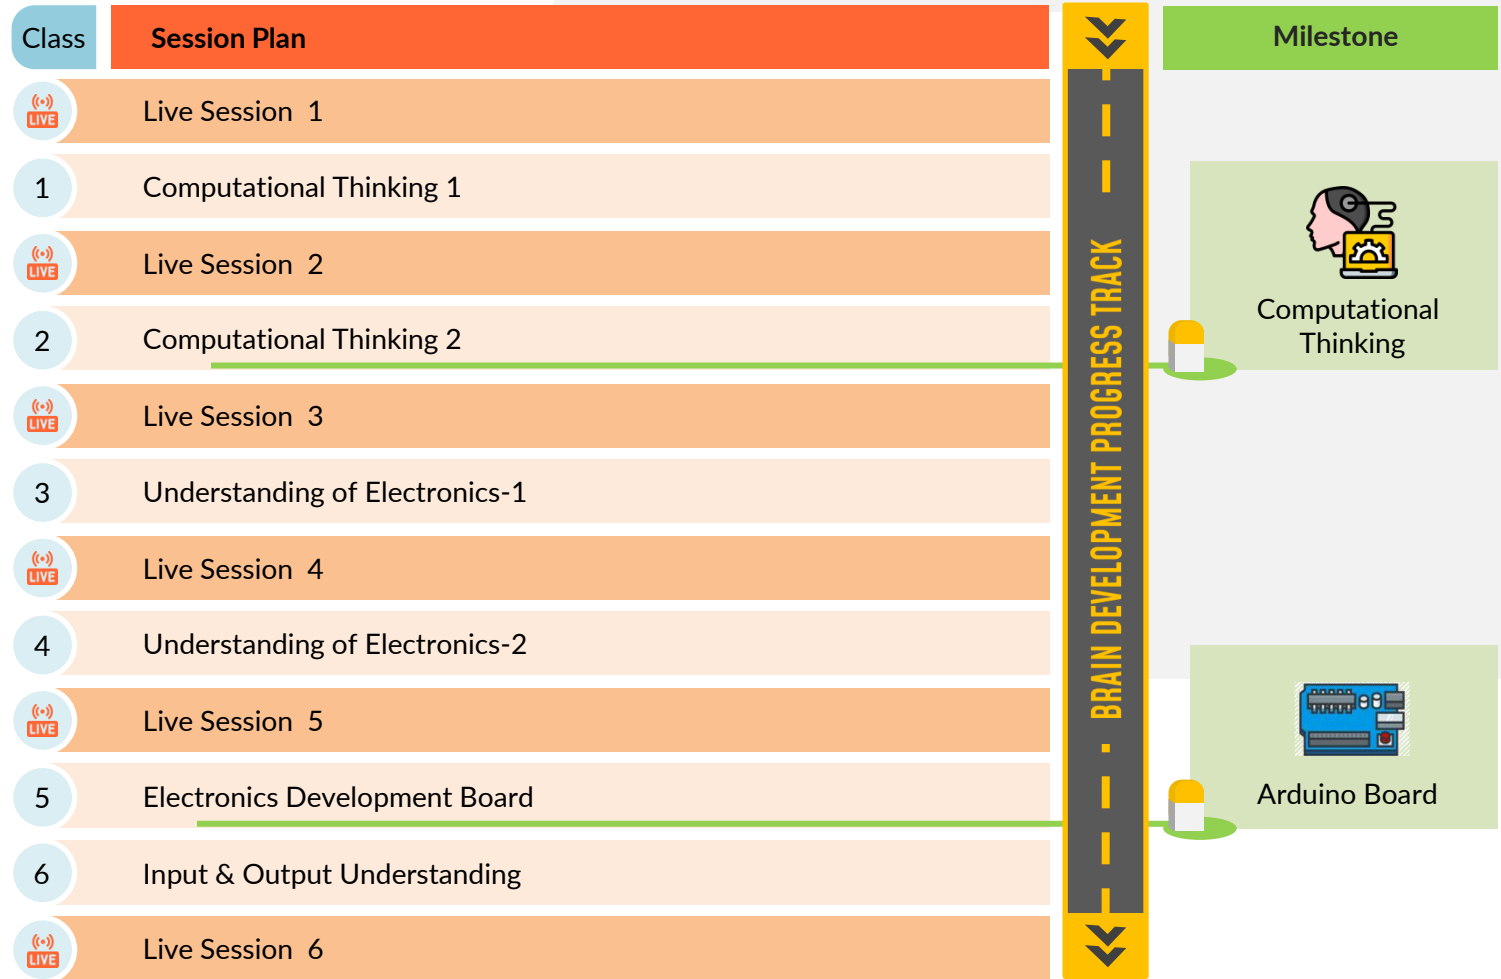 Class Session Plan Milestone
LIVE Live Session 1
1 Computational Thinking 1
LIVE Live Session 2
2 Computational Thinking 2
Computational
Thinking
LIVE Live Session 3
3 Understanding of Electronics-1
LIVE Live Session 4
4 Understanding of Electronics-2
LIVE Live Session 5
5 Electronics Development Board
Arduino Board
6 Input & Output Understanding
LIVE Live Session 6
BRAIN DEVELOPMENT PROGRESS TRACK